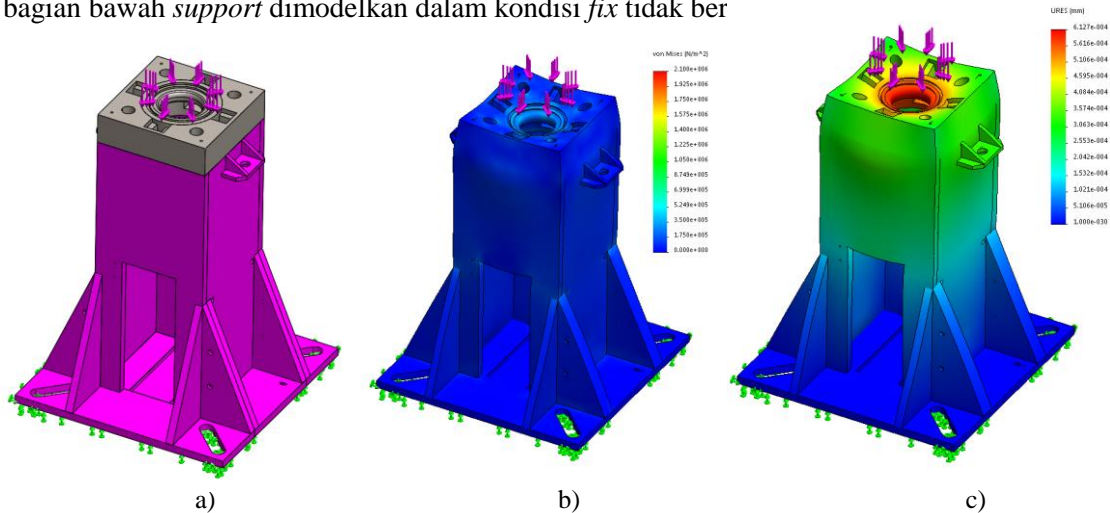 bagian bawah support dimodelkan dalam kondisi fix tidak ber
URES (mm)
6.127e-004
5.616e-004
5.106e-004
4.595e-004
4.084e-004
3.574e-004
3.063e-004
2.553e-004
2.042e-004
1.532e-004
1.021e-004
5.106e-005
1.000e-030
von Mises (N/m^2)
2.100e+006
1.925e+006
1.750e+006
1.575e+006
1.400e+006
1.225e+006
1.050e+006
8.749e+005
6.999e+005
5.249e+005
3.500e+005
1.750e+005
0.000e+000
a)
b)
c)